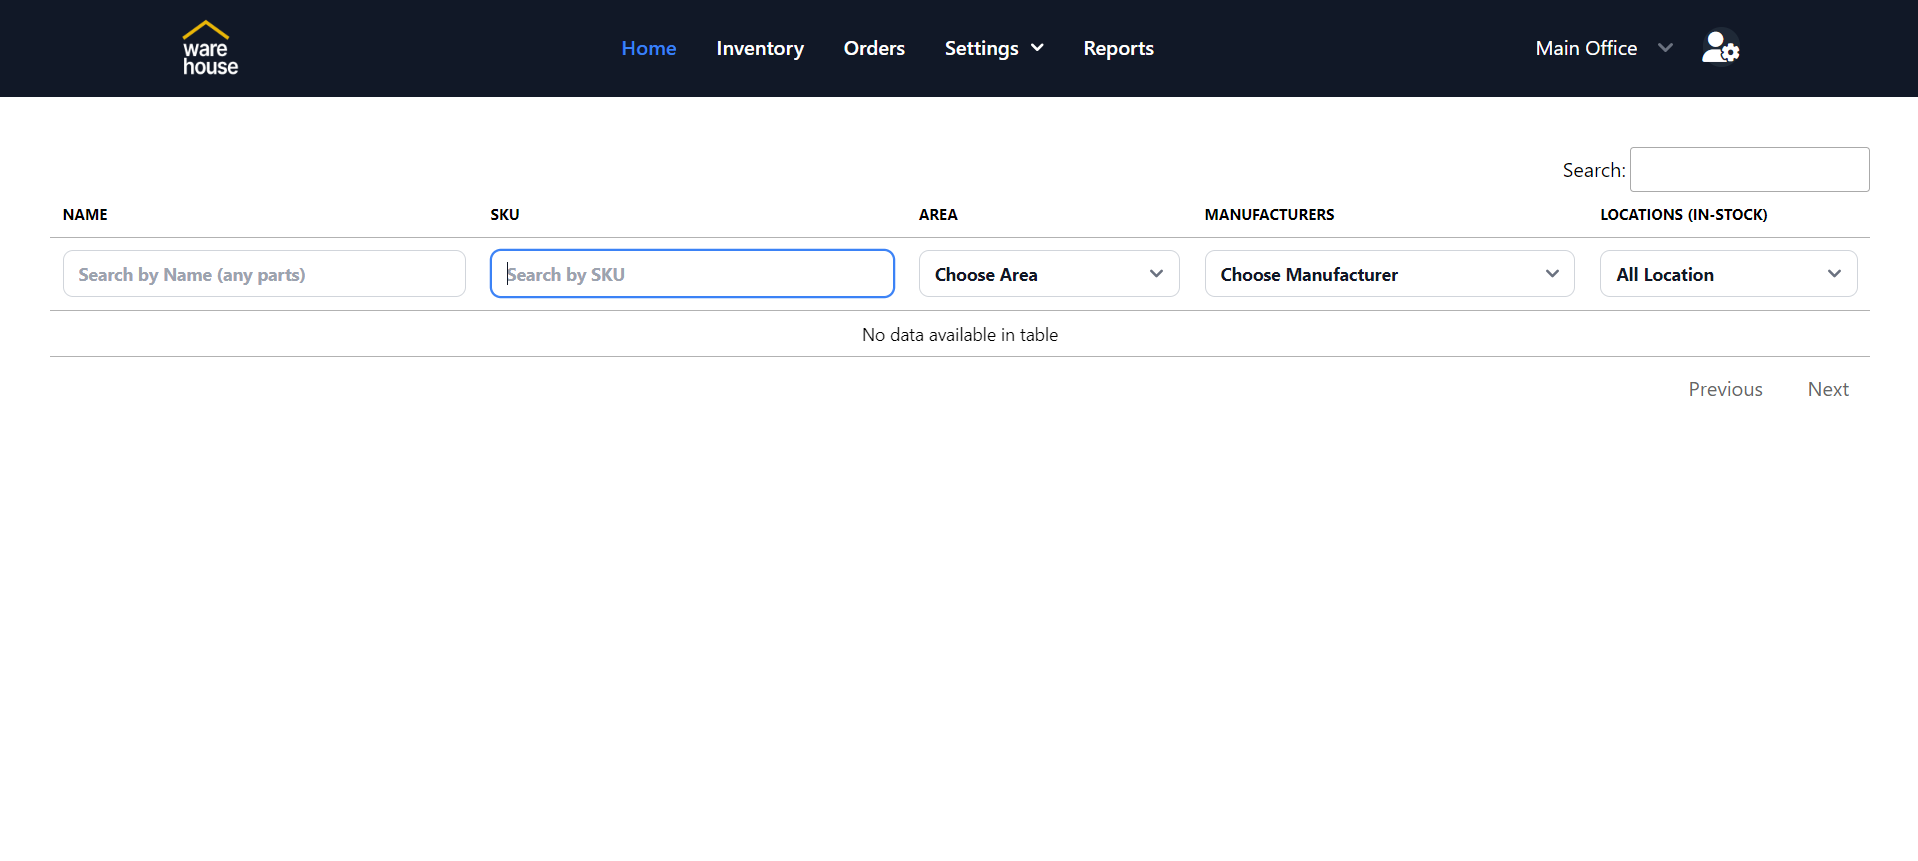 ware
house
Home
Inventory
Orders
Settings
Reports
Main Office
Search:
NAME
SKU
AREA
MANUFACTURERS
LOCATIONS (IN-STOCK)
Search by Name (any parts)
Search by SKU
Choose Area
Choose Manufacturer
All Location
No data available in table
Previous
Next